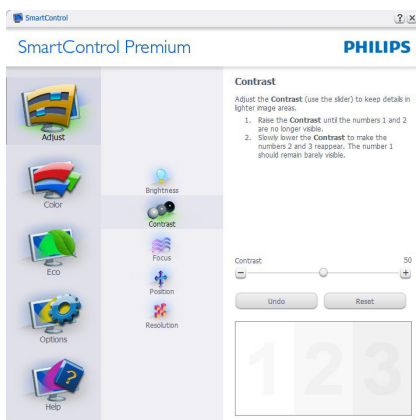 SmartControl
? x
SmartControl Premium
PHILIPS
Adjust
Color
Eco
Options
Help
Brightness
Contrast
Focus
Position
Resolution
Contrast
Adjust the Contrast (use the slider) to keep details in
lighter image areas.
1. Raise the Contrast until the numbers 1 and 2
are no longer visible.
2. Slowly lower the Contrast to make the
numbers 2 and 3 reappear. The number 1
should remain barely visible.
Contrast 50
Undo Reset
1 2 3